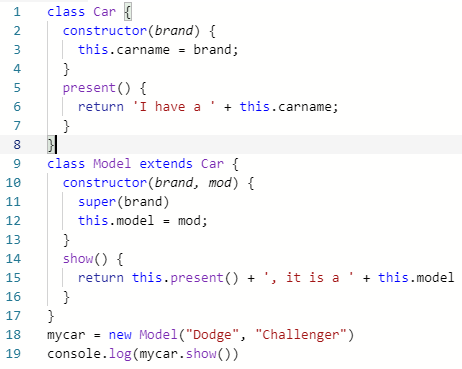 1 class Car {
2   constructor(brand) {
3     this.carname = brand;
4   }
5   present() {
6     return 'I have a ' + this.carname;
7   }
8 }
9 class Model extends Car {
10   constructor(brand, mod) {
11     super(brand)
12     this.model = mod;
13   }
14   show() {
15     return this.present() + ', it is a ' + this.model
16   }
17 }
18 mycar = new Model("Dodge", "Challenger")
19 console.log(mycar.show())